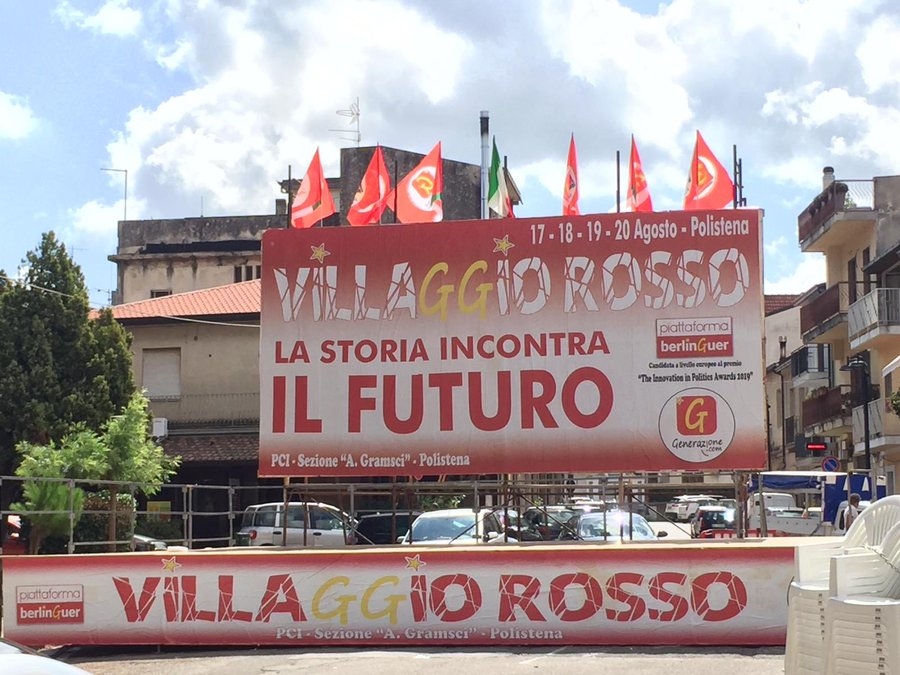 17 - 18 - 19 - 20 Agosto - Polistena
VILLAGGIO ROSSO
LA STORIA INCONTRA
IL FUTURO
piattaforma
berlinGuer
Candidata a livello europeo al premio
"The Innovation in Politics Awards 2019"
G
Generazione
.com
PCI - Sezione "A. Gramsci" - Polistena
piattaforma
berlinGuer
VILLAGGIO ROSSO
PCI - Sezione "A. Gramsci" - Polistena